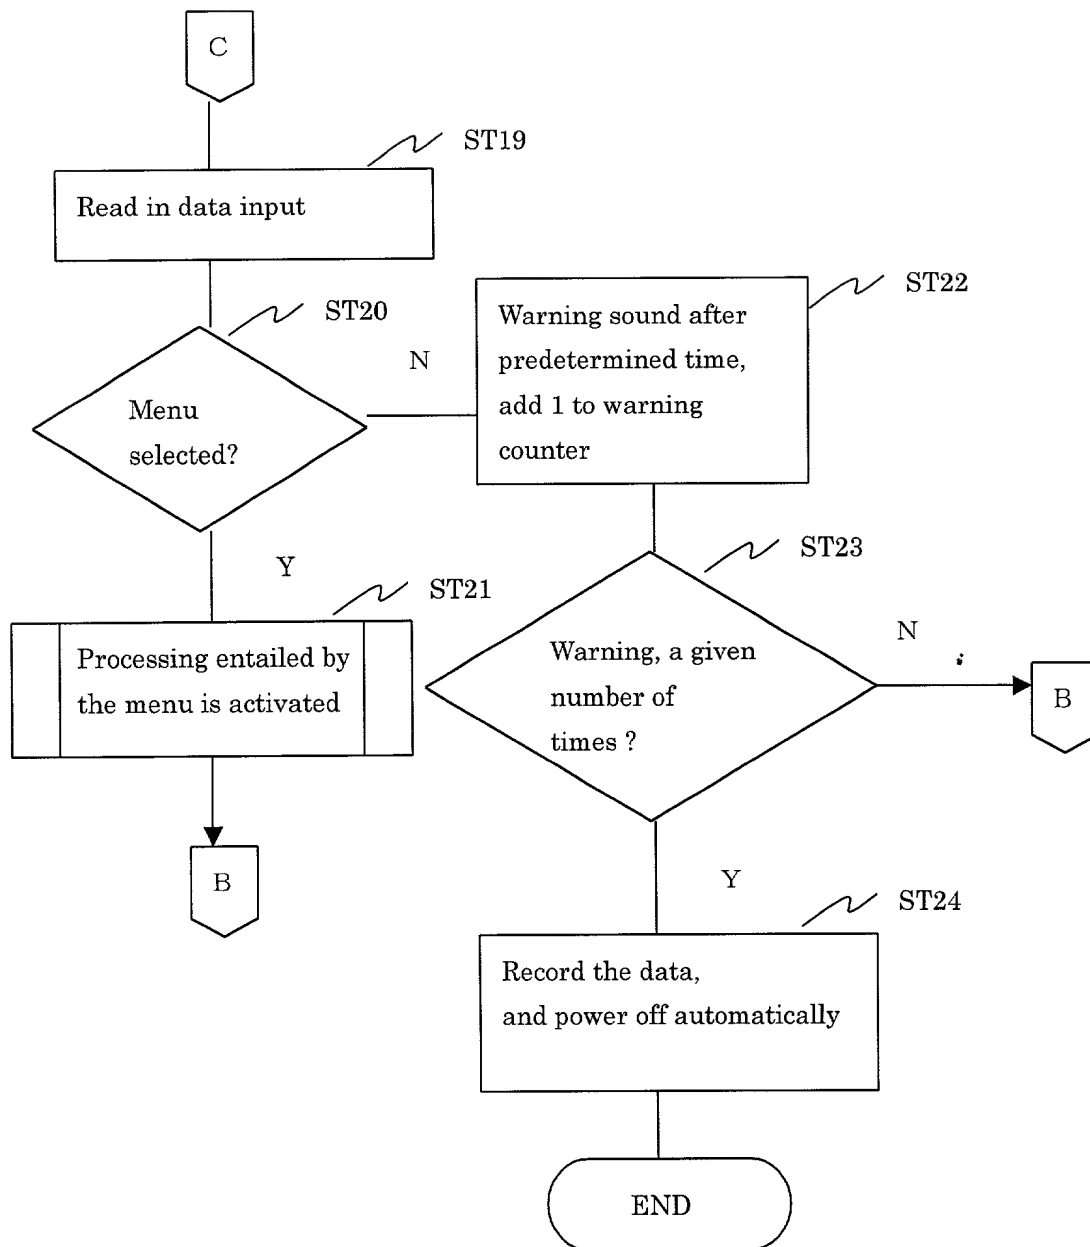 C
ST19
Read in data input
ST20
ST22
Warning sound after
predetermined time,
add 1 to warning
counter
N
Menu
selected?
Y
ST21
ST23
Processing entailed by
the menu is activated
Warning, a given
number of
times ?
N
B
B
Y
ST24
Record the data,
and power off automatically
END